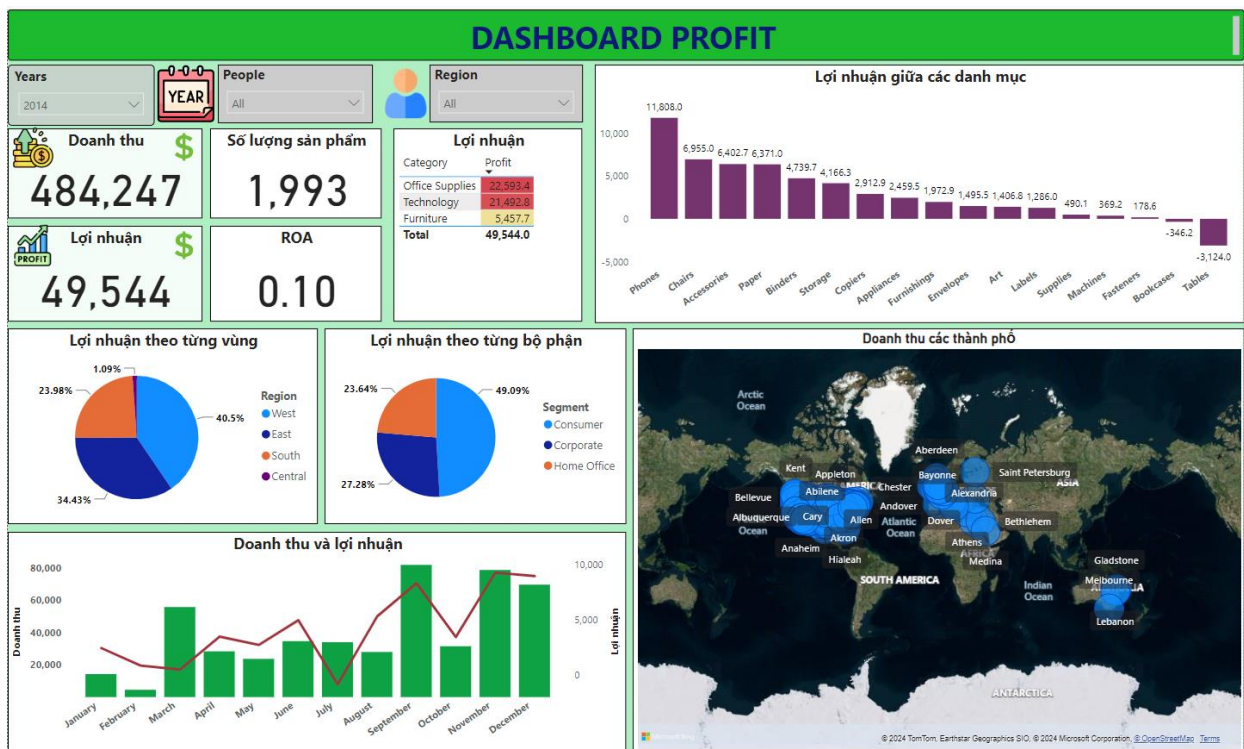 DASHBOARD PROFIT
Years
2014
YEAR
People
All
Region
All
Doanh thu
$
484,247
Số lượng sản phẩm
1,993
Lợi nhuận
Category Profit
Office Supplies 22,593.4
Technology 21,492.8
Furniture 5,457.7
Total 49,544.0
PROFIT
Lợi nhuận
$
49,544
ROA
0.10
Lợi nhuận giữa các danh mục
10,000
5,000
0
-5,000
11,808.0
6,955.0
6,402.7
6,371.0
4,739.7
4,166.3
2,912.9
2,459.5
1,972.9
1,495.5
1,406.8
1,286.0
490.1
369.2
178.6
-346.2
-3,124.0
Phones
Chairs
Accessories
Paper
Binders
Storage
Copiers
Appliances
Furnishings
Envelopes
Art
Labels
Supplies
Machines
Fasteners
Bookcases
Tables
Lợi nhuận theo từng vùng
1.09%
23.98%
40.5%
34.43%
Region
West
East
South
Central
Lợi nhuận theo từng bộ phận
23.64%
49.09%
27.28%
Segment
Consumer
Corporate
Home Office
Doanh thu và lợi nhuận
Doanh thu
80,000
60,000
40,000
20,000
10,000
5,000
0
Lợi nhuận
January
February
March
April
May
June
July
August
September
October
November
December
Doanh thu các thành phố
Arctic
Ocean
Aberdeen
Kent
Appleton
Bayonne
Saint Petersburg
ASIA
Bellevue
Abilene
Chester
Alexandria
Andover
Albuquerque
Cary
Allen
Atlantic
Ocean
Dover
Bethlehem
Ocean
Akron
Athens
Anaheim
Hialeah
AFRICA
Medina
SOUTH AMERICA
Gladstone
Indian
Ocean
Melbourne
Lebanon
ANTARCTICA
© 2024 TomTom, Earthstar Geographics SIO, © 2024 Microsoft Corporation, © OpenStreetMap Terms